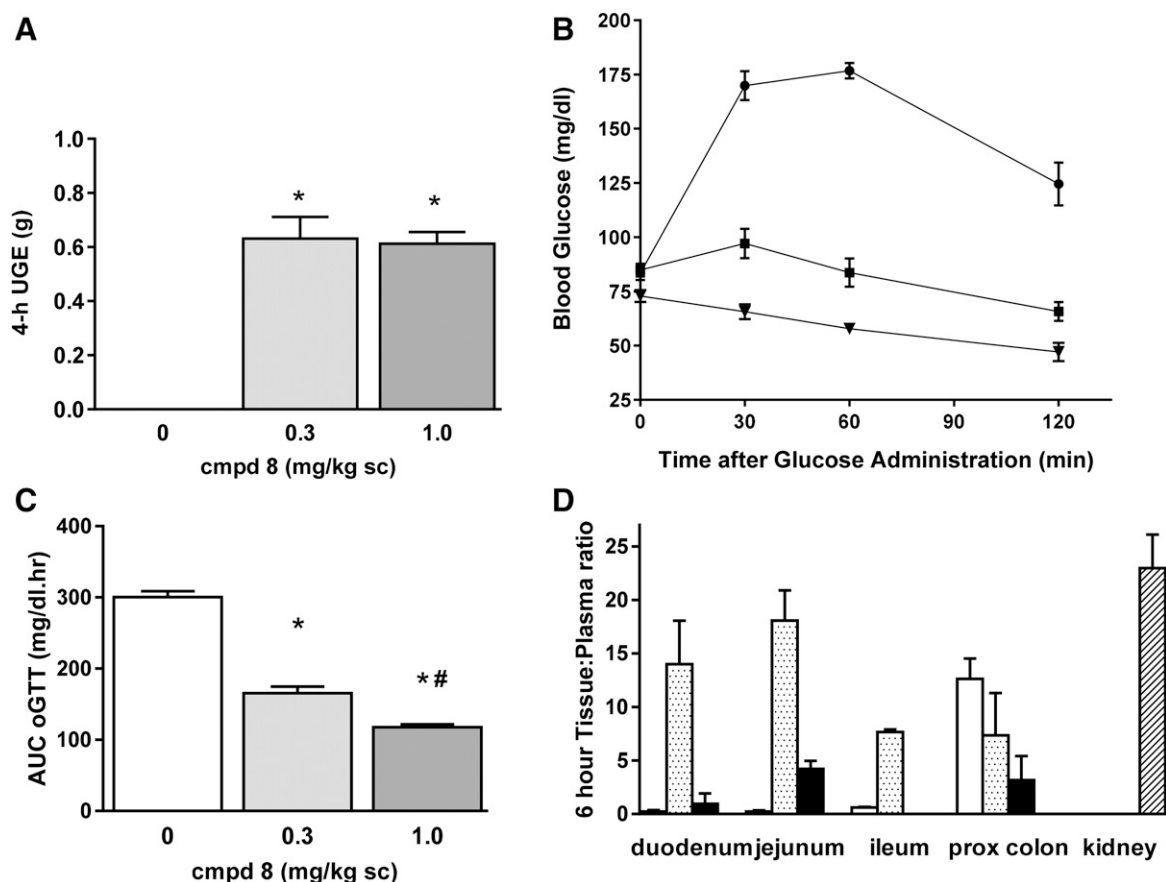 A
4-h UGE (g)
1.0
0.8
0.6
0.4
0.2
0.0
* *
0 0.3 1.0
cmpd 8 (mg/kg sc)
B
Blood Glucose (mg/dl)
200
175
150
125
100
75
50
25
0 30 60 90 120
Time after Glucose Administration (min)
C
AUC oGTT (mg/dl.hr)
400
300
200
100
0
* *#
0 0.3 1.0
cmpd 8 (mg/kg sc)
D
6 hour Tissue:Plasma ratio
25
20
15
10
5
0
duodenum jejunum ileum prox colon kidney